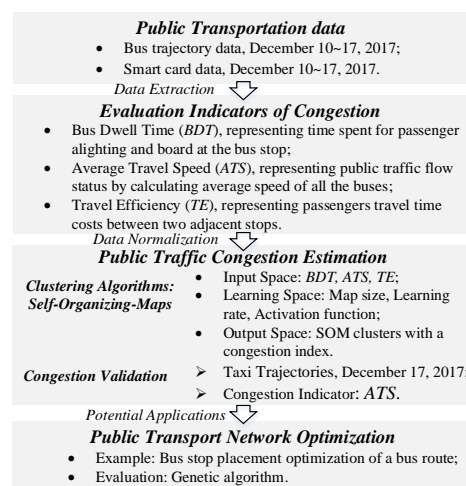 Public Transportation data
• Bus trajectory data, December 10~17, 2017;
• Smart card data, December 10~17, 2017.
Data Extraction
Evaluation Indicators of Congestion
• Bus Dwell Time (BDT), representing time spent for passenger
alighting and board at the bus stop;
• Average Travel Speed (ATS), representing public traffic flow
status by calculating average speed of all the buses;
• Travel Efficiency (TE), representing passengers travel time
costs between two adjacent stops.
Data Normalization
Public Traffic Congestion Estimation
Clustering Algorithms:
Self-Organizing-Maps
• Input Space: BDT, ATS, TE;
• Learning Space: Map size, Learning
rate, Activation function;
• Output Space: SOM clusters with a
congestion index.
Congestion Validation
➢ Taxi Trajectories, December 17, 2017;
➢ Congestion Indicator: ATS.
Potential Applications
Public Transport Network Optimization
• Example: Bus stop placement optimization of a bus route;
• Evaluation: Genetic algorithm.